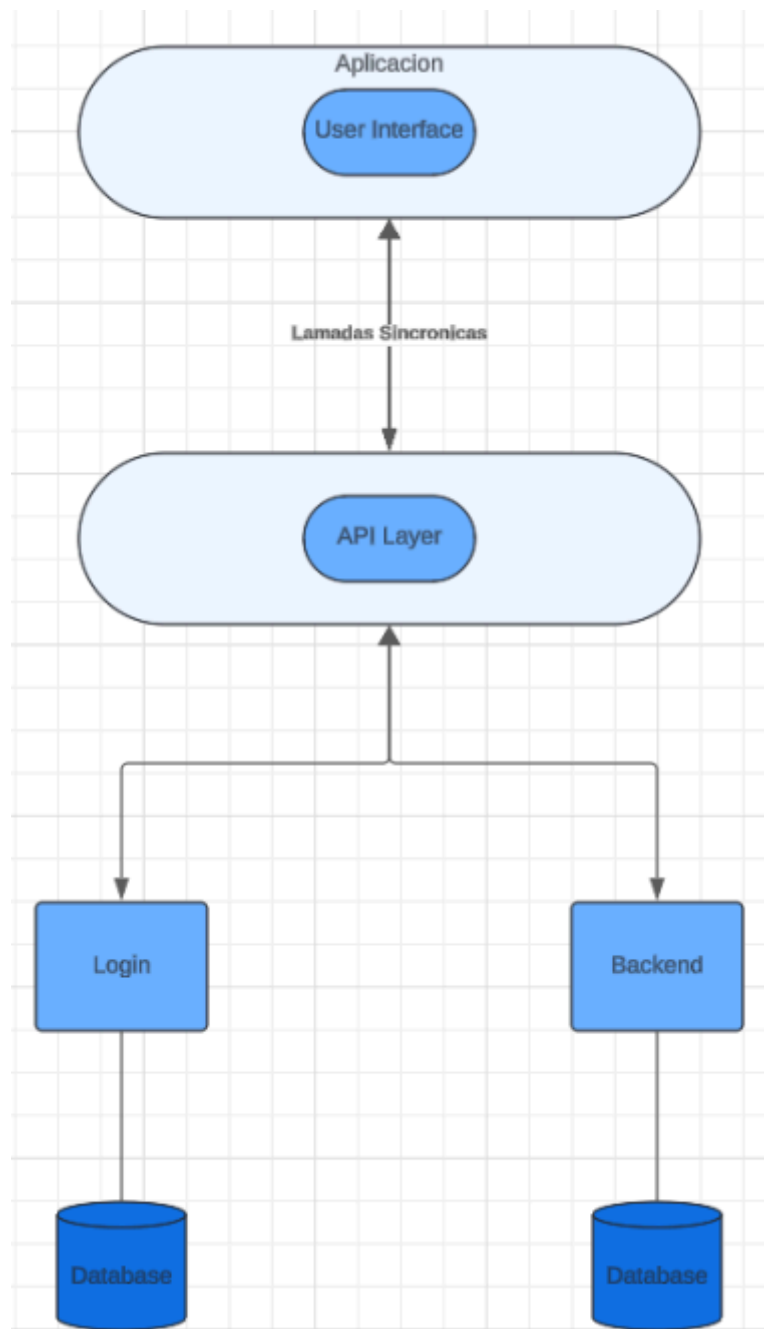 Aplicacion
User Interface
Lamadas Sincronicas
API Layer
Login
Backend
Database
Database